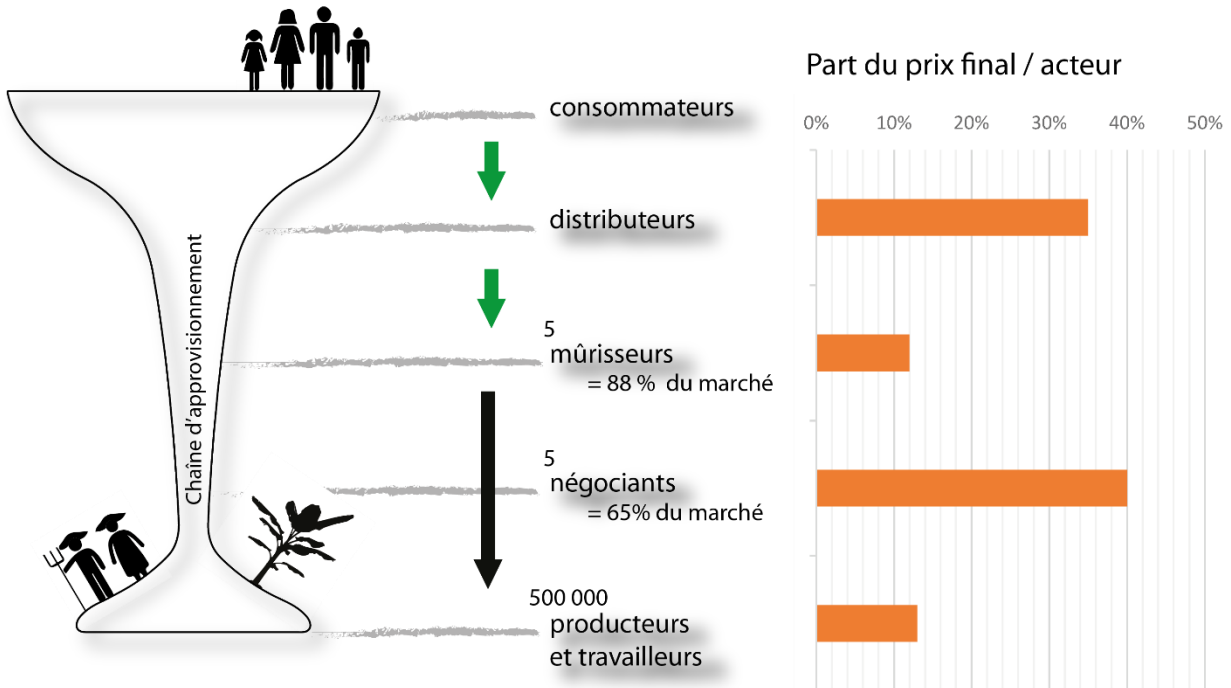 Part du prix final / acteur
0% 10% 20% 30% 40% 50%
consommateurs
distributeurs
5
mûrisseurs
= 88 % du marché
5
négociants
= 65% du marché
500 000
producteurs
et travailleurs
Chaîne d'approvisionnement